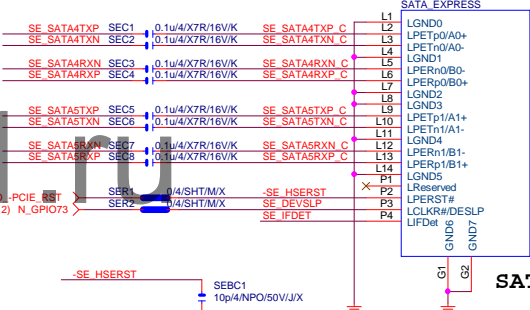 SATA_EXPRESS
SE_SATA4TXP SEC1 0.1u/4/X7R/16V/K SE_SATA4TXP_C L2 LPETp0/A0+
SE_SATA4TXN SEC2 0.1u/4/X7R/16V/K SE_SATA4TXN_C L3 LPETn0/A0-
L1 LGND0
L4 LGND1
SE_SATA4RXN SEC3 0.1u/4/X7R/16V/K SE_SATA4RXN_C L5 LPERn0/B0-
SE_SATA4RXP SEC4 0.1u/4/X7R/16V/K SE_SATA4RXP_C L6 LPERp0/B0+
L7 LGND2
L8 LGND3
SE_SATA5TXP SEC5 0.1u/4/X7R/16V/K SE_SATA5TXP_C L9 LPETp1/A1+
SE_SATA5TXN SEC6 0.1u/4/X7R/16V/K SE_SATA5TXN_C L10 LPETn1/A1-
L11 LGND4
SE_SATA5RXN SEC7 0.1u/4/X7R/16V/K SE_SATA5RXN_C L12 LPERn1/B1-
SE_SATA5RXP SEC8 0.1u/4/X7R/16V/K SE_SATA5RXP_C L13 LPERp1/B1+
L14 LGND5
P1 LReserved
-PCIE_RST SER1 0/4/SHT/M/X -SE_HSERST P2 LPERST#
2) N_GPIO73 SER2 0/4/SHT/M/X SE_DEVSLP P3 LCLKR#/DESLP
SE_IFDET P4 LIFDet
GND6 GND7
G1 G2
-SE_HSERST
SEBC1
10p/4/NPO/50V/J/X
SAT
l.ru